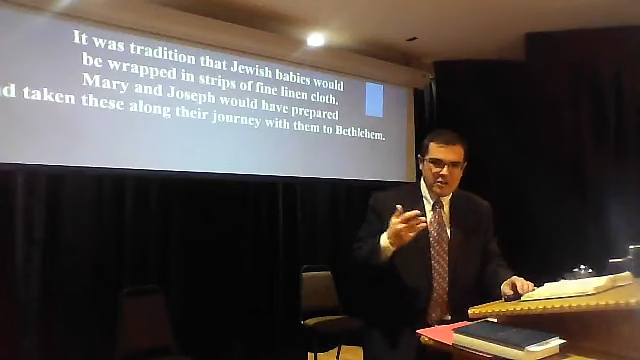 It was tradition that Jewish babies would
be wrapped in strips of fine linen cloth.
Mary and Joseph would have prepared
d taken these along their journey with them to Bethlehem.